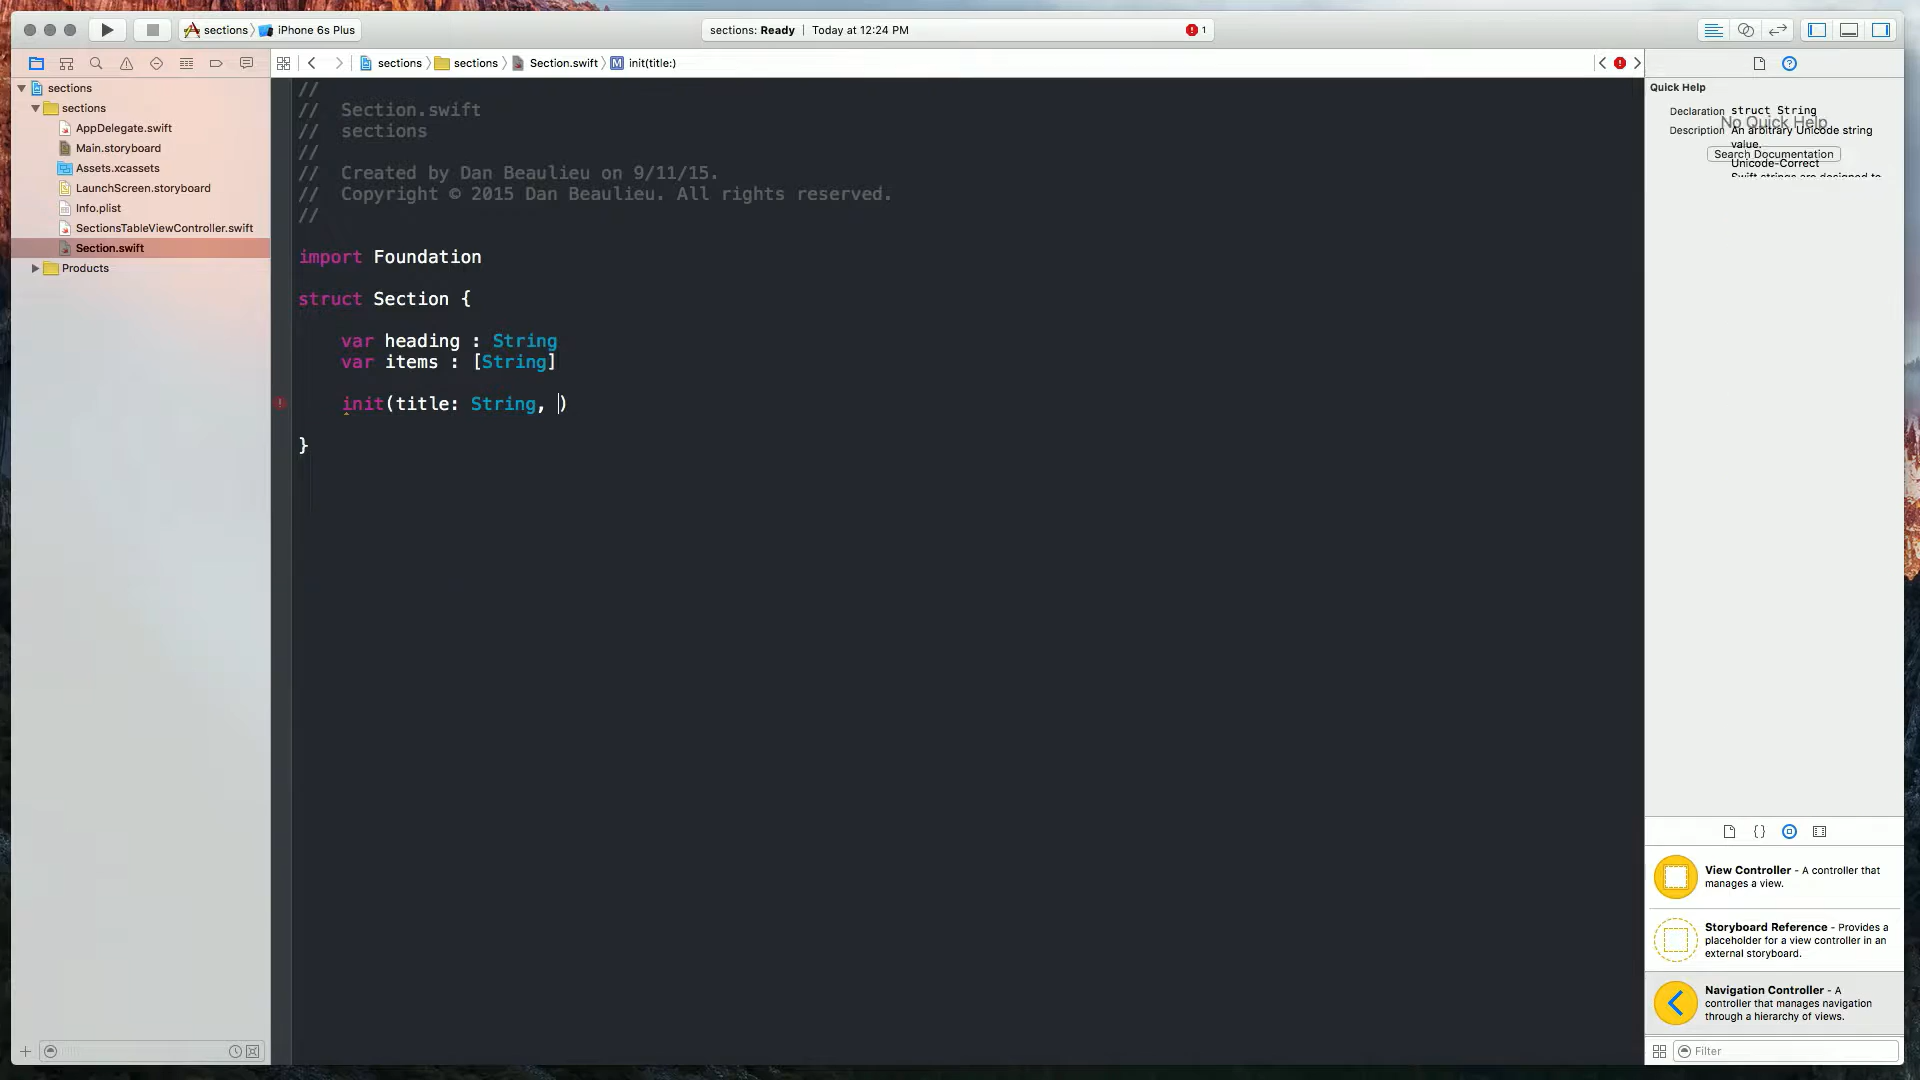 sections
iPhone 6s Plus
sections: Ready
Today at 12:24 PM
1
sections
sections
Section.swift
init(title:)
sections
sections
AppDelegate.swift
Main.storyboard
Assets.xcassets
LaunchScreen.storyboard
Info.plist
SectionsTableViewController.swift
Section.swift
Products
//
// Section.swift
// sections
//
// Created by Dan Beaulieu on 9/11/15.
// Copyright © 2015 Dan Beaulieu. All rights reserved.
//
import Foundation
struct Section {
var heading : String
var items : [String]
init(title: String, )
}
Quick Help
Declaration struct String
No Quick Help
Description An arbitrary Unicode string
value.
Search Documentation
Unicode-Correct
Swift strings are designed to
View Controller - A controller that
manages a view.
Storyboard Reference - Provides a
placeholder for a view controller in an
external storyboard.
Navigation Controller - A
controller that manages navigation
through a hierarchy of views.
Filter